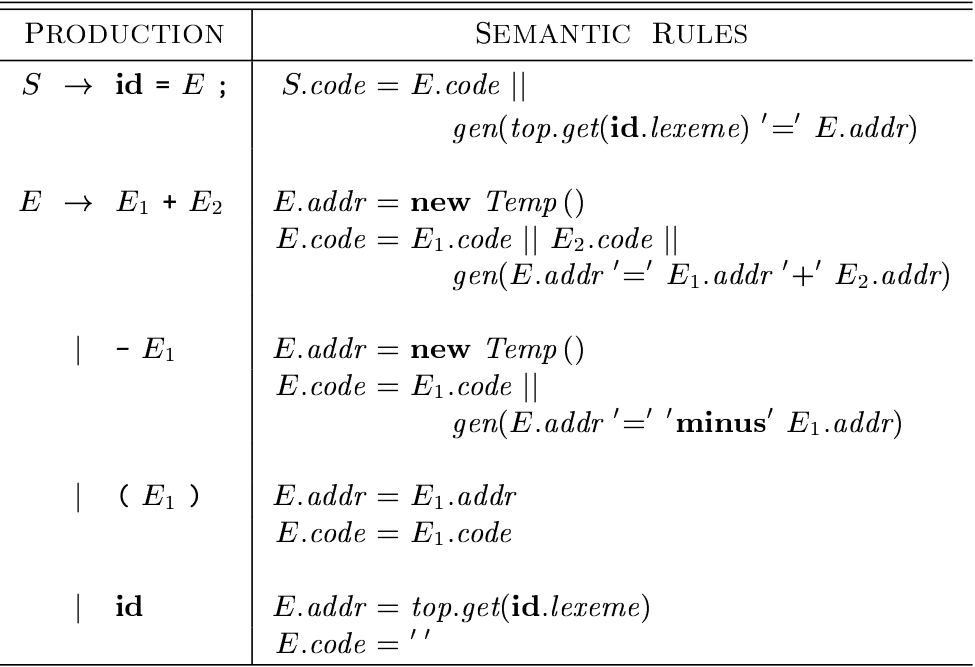 PRODUCTION SEMANTIC RULES
S → id = E ; S.code = E.code ||
gen(top.get(id.lexeme) '=' E.addr)
E → E₁ + E₂ E.addr = new Temp()
E.code = E₁.code || E₂.code ||
gen(E.addr '=' E₁.addr '+' E₂.addr)
| - E₁ E.addr = new Temp()
E.code = E₁.code ||
gen(E.addr '=' 'minus' E₁.addr)
| ( E₁ ) E.addr = E₁.addr
E.code = E₁.code
| id E.addr = top.get(id.lexeme)
E.code = ' '